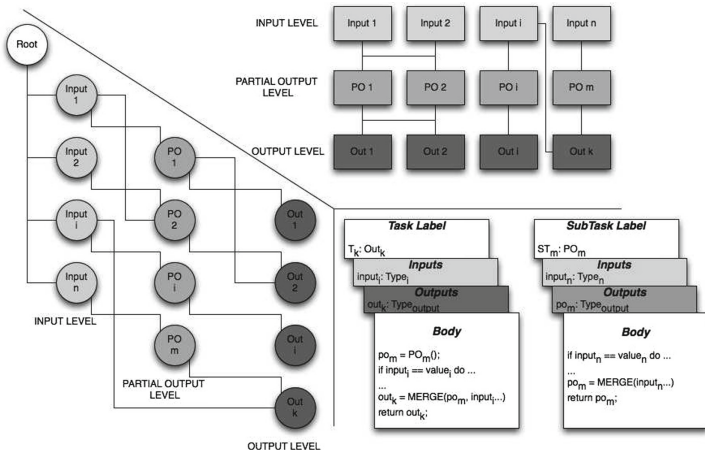 Root
Input
1
Input
2
Input
i
Input
n
INPUT LEVEL
PO
1
PO
2
PO
i
PO
m
PARTIAL OUTPUT
LEVEL
Out
1
Out
2
Out
i
Out
k
OUTPUT LEVEL
INPUT LEVEL
Input 1
Input 2
Input i
Input n
PARTIAL OUTPUT
LEVEL
PO 1
PO 2
PO i
PO m
OUTPUT LEVEL
Out 1
Out 2
Out i
Out k
Task Label
Tk: Outk
Inputs
inputi: Typei
Outputs
outk: Typeoutput
Body
pom = POm();
if inputi == valuei do ...
...
outk = MERGE(pom, inputi...)
return outk;
SubTask Label
STm: POm
Inputs
inputn: Typen
Outputs
pom: Typeoutput
Body
if inputn == valuen do ...
...
pom = MERGE(inputn...)
return pom;